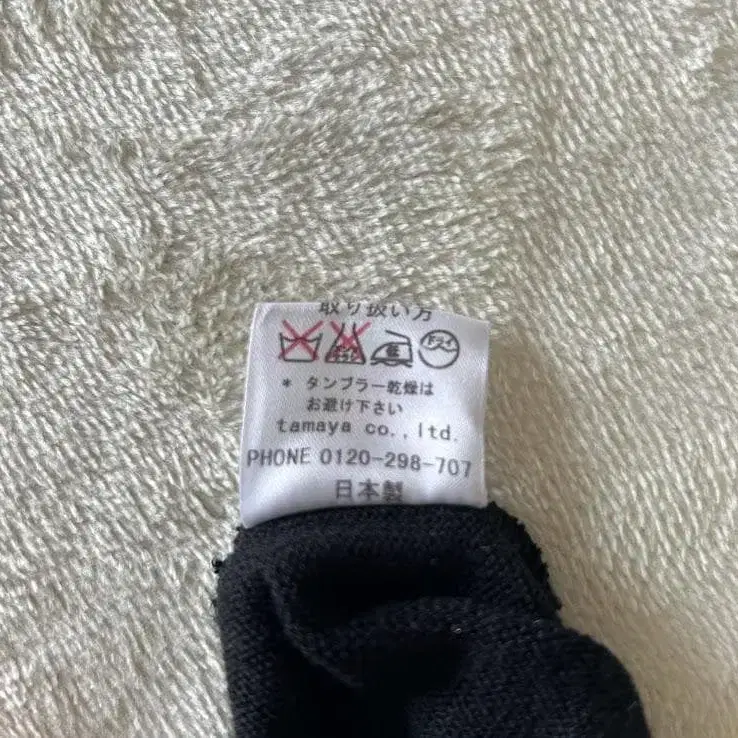 取り扱い方
ドライ
* タンブラー乾燥は
お避け下さい
tamaya co.,ltd.
PHONE 0120-298-707
日本製